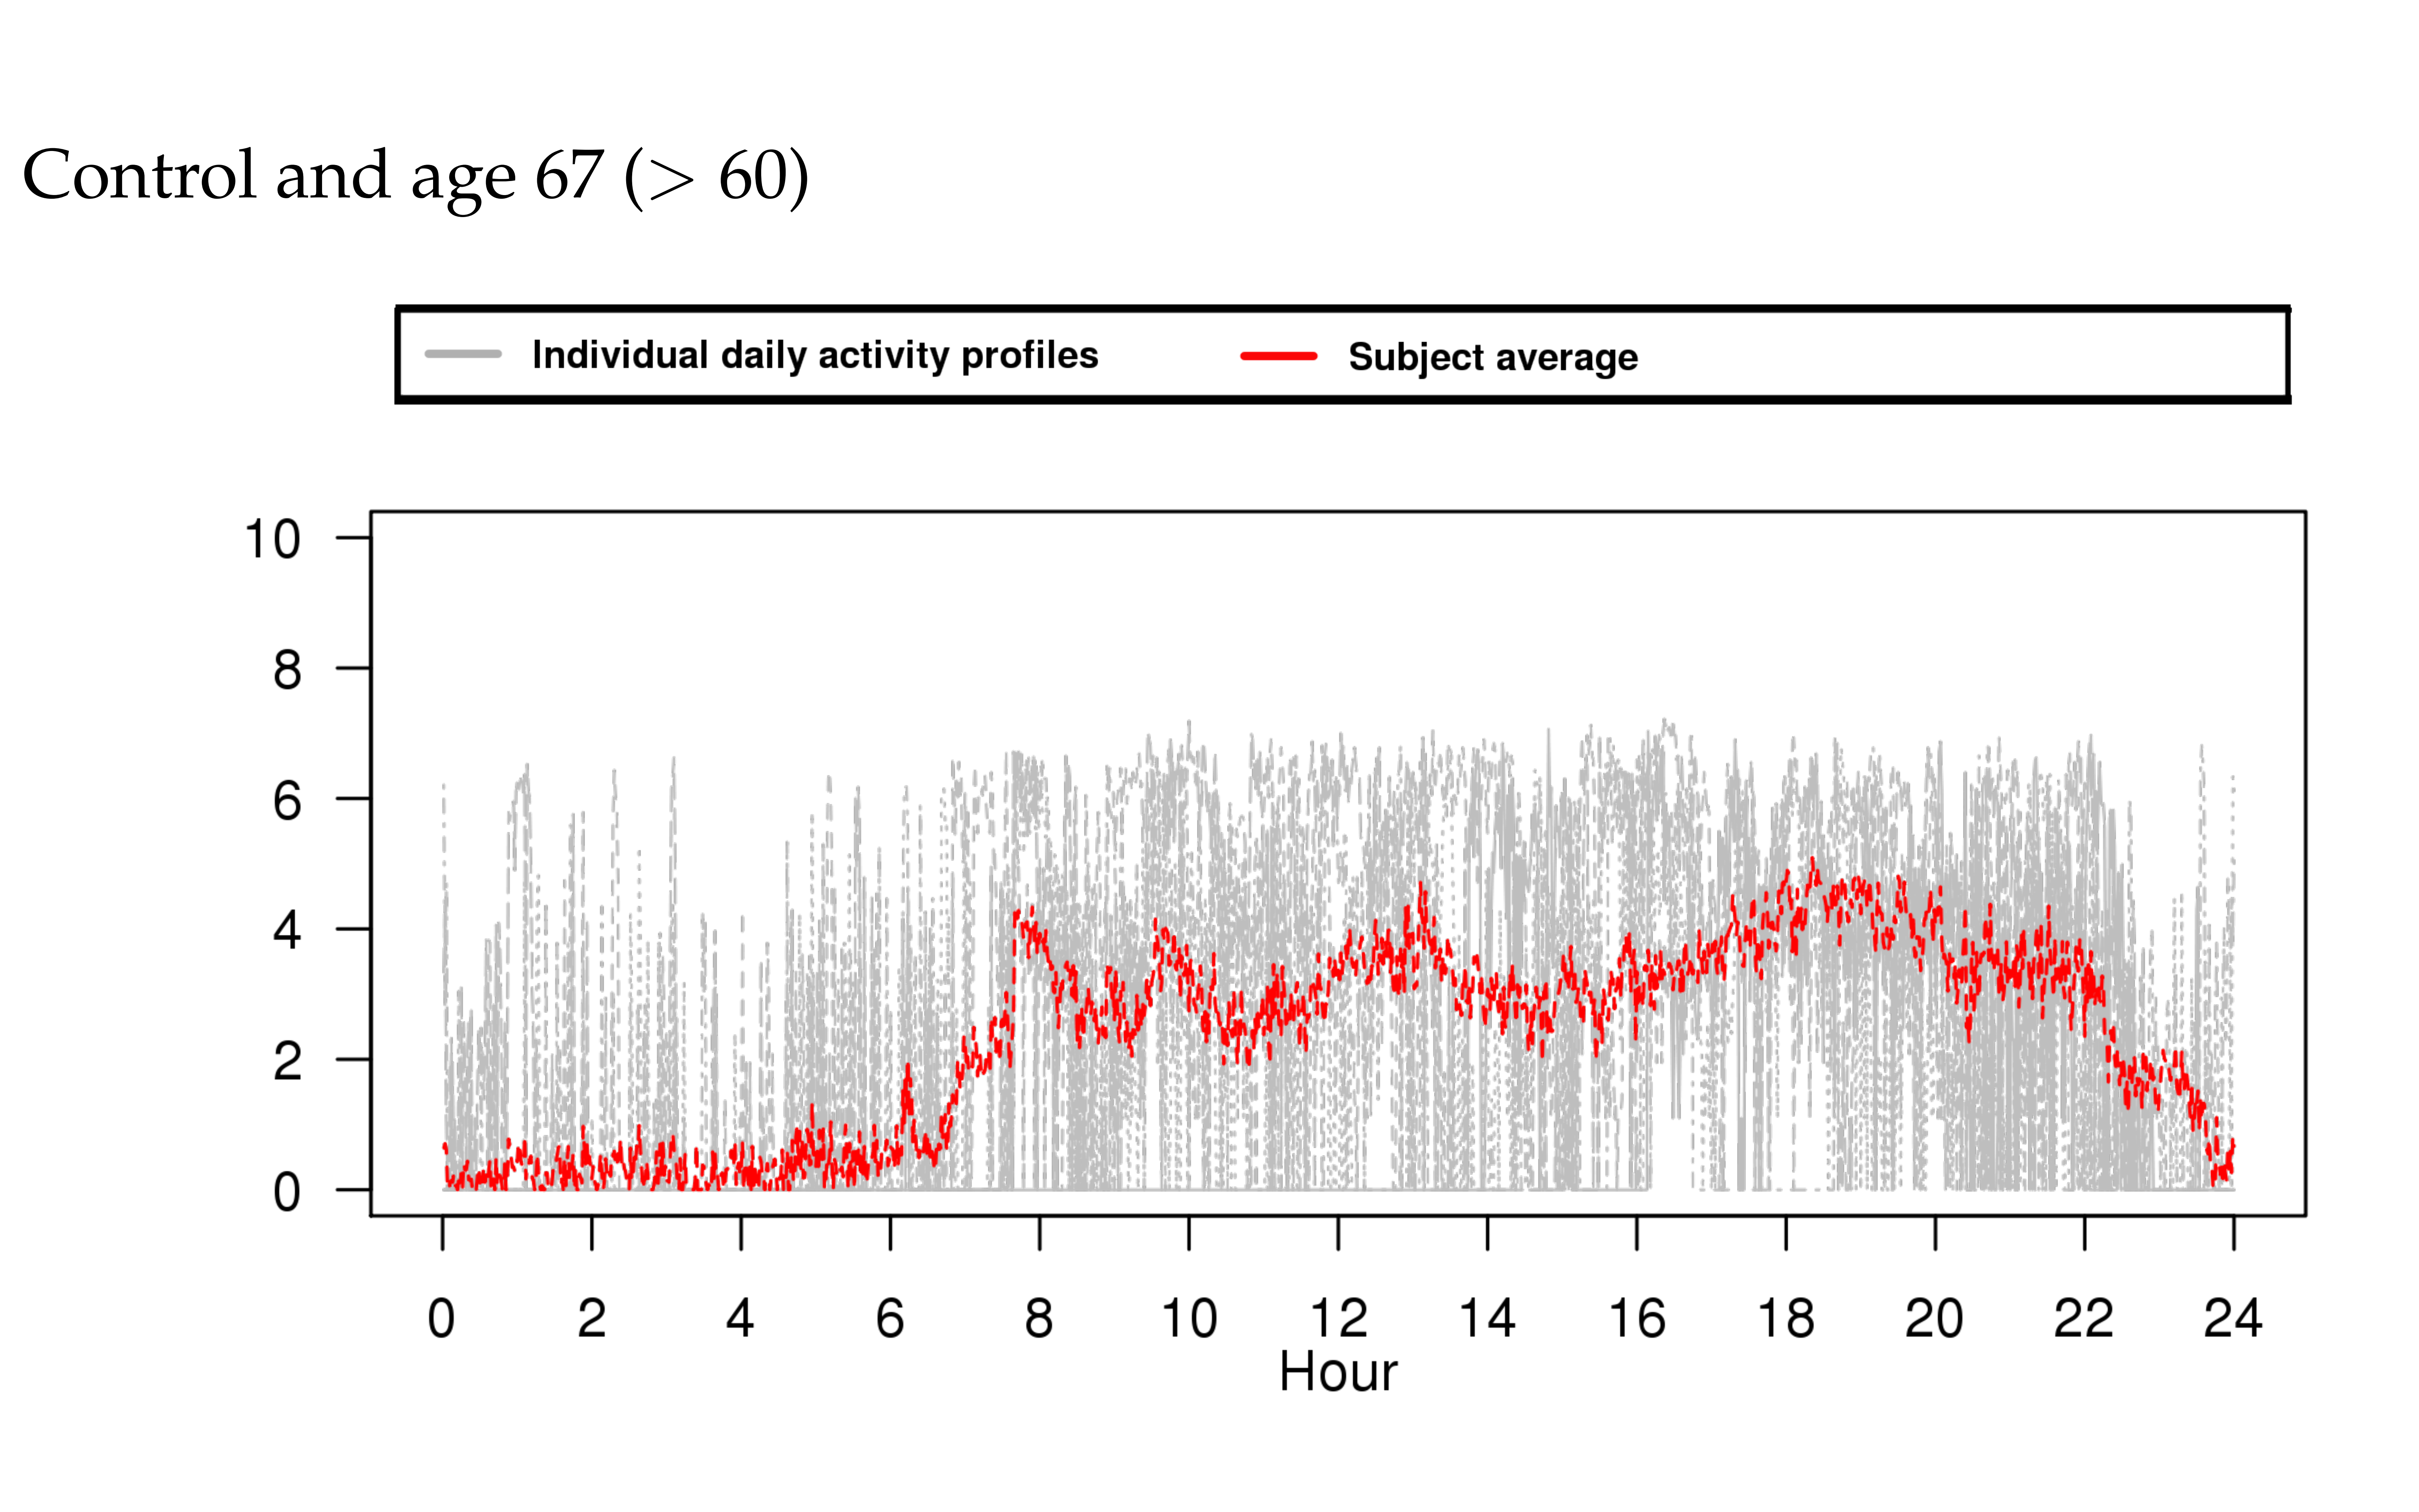 Control and age 67 (> 60)
Individual daily activity profiles
Subject average
10
8
6
4
2
0
0 2 4 6 8 10 12 14 16 18 20 22 24
Hour